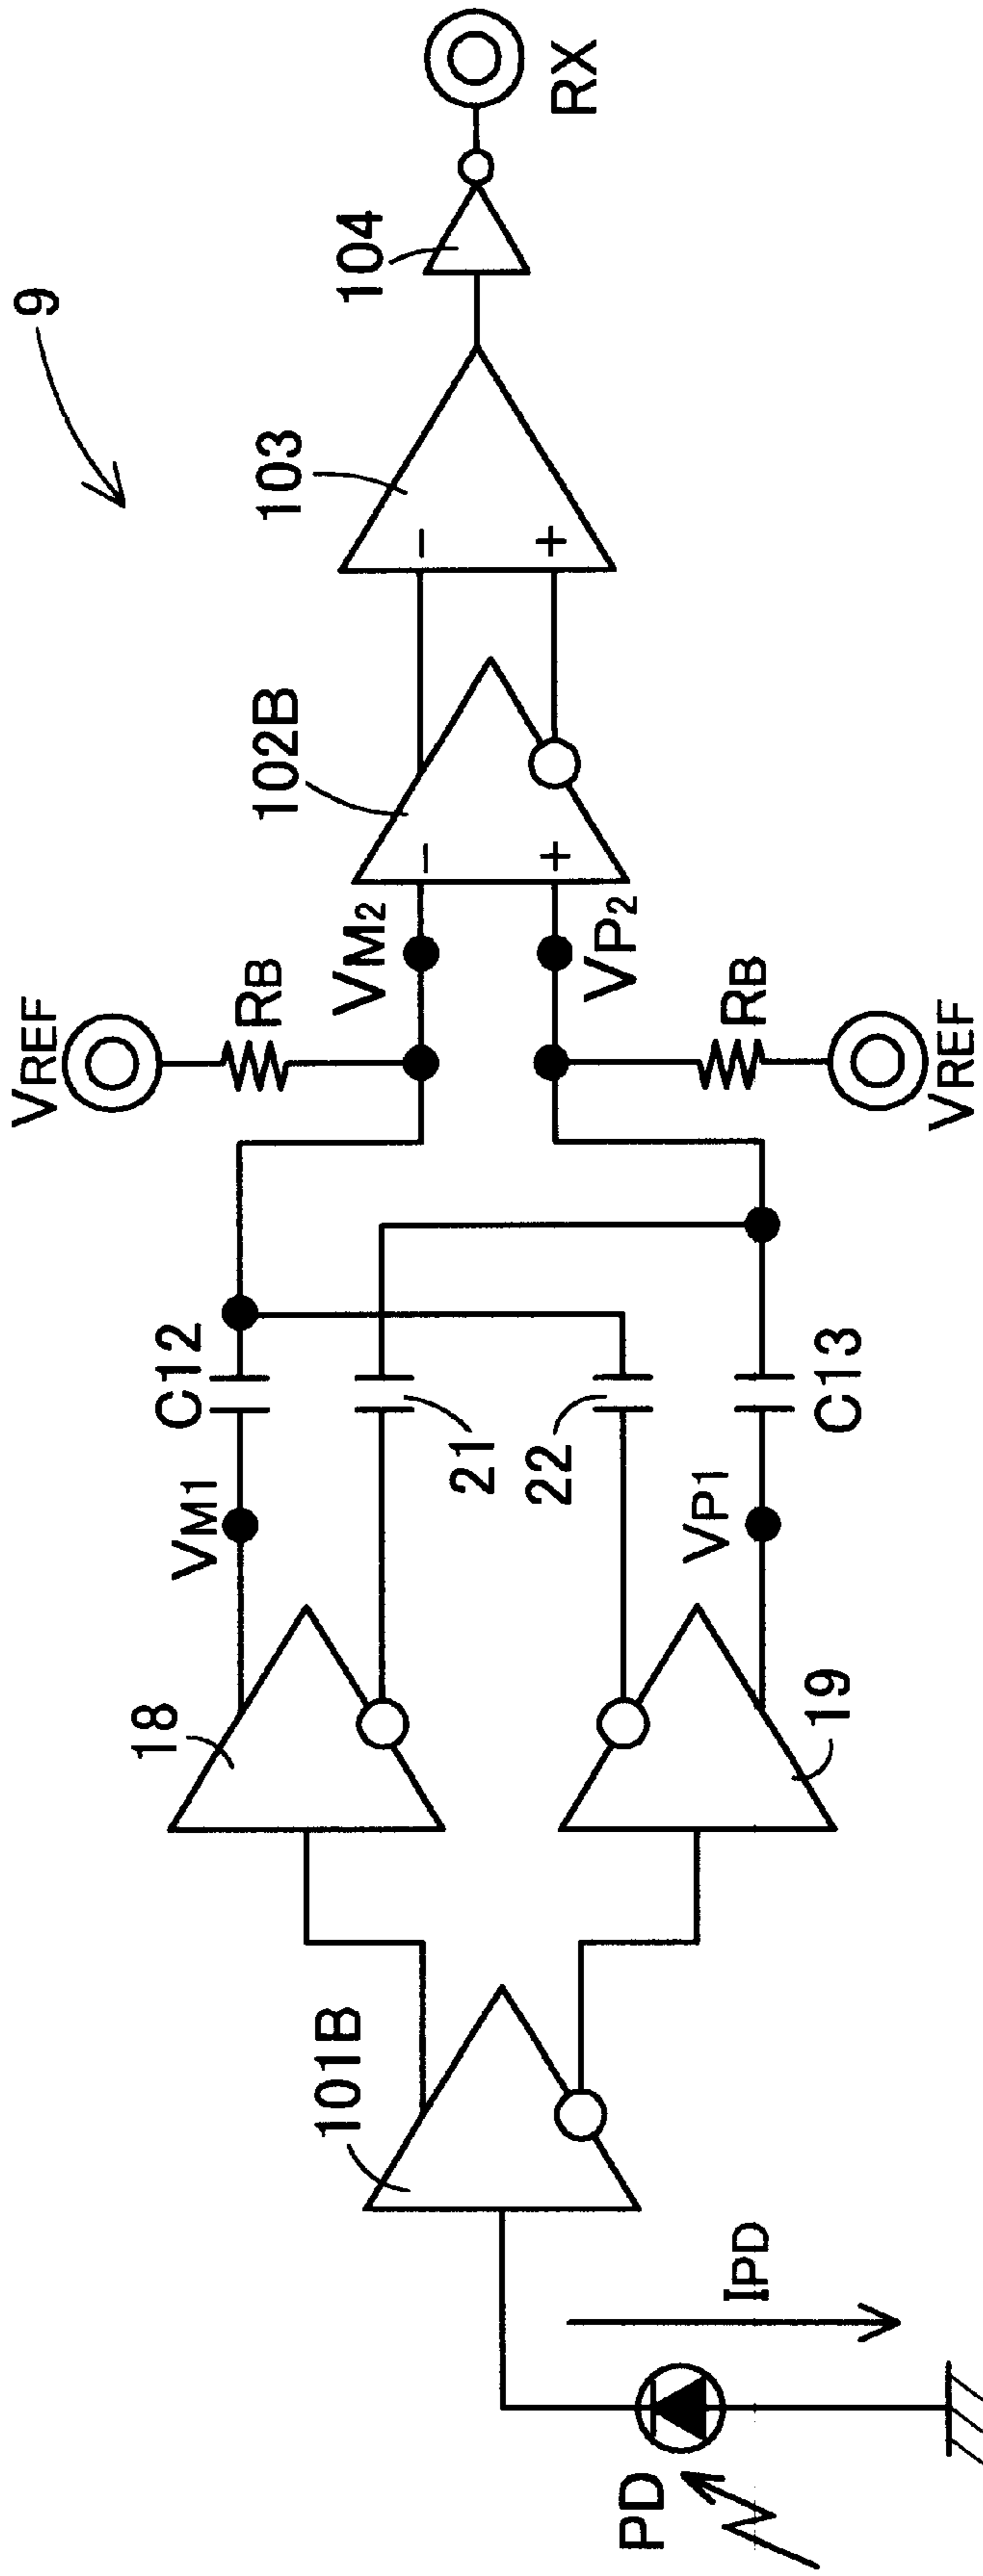 9
VREF
RB
VM2
102B
103
104
RX
18
VM1
C12
21
22
VP1
C13
19
101B
PD
IPD
VP2
RB
VREF
-
+
-
+